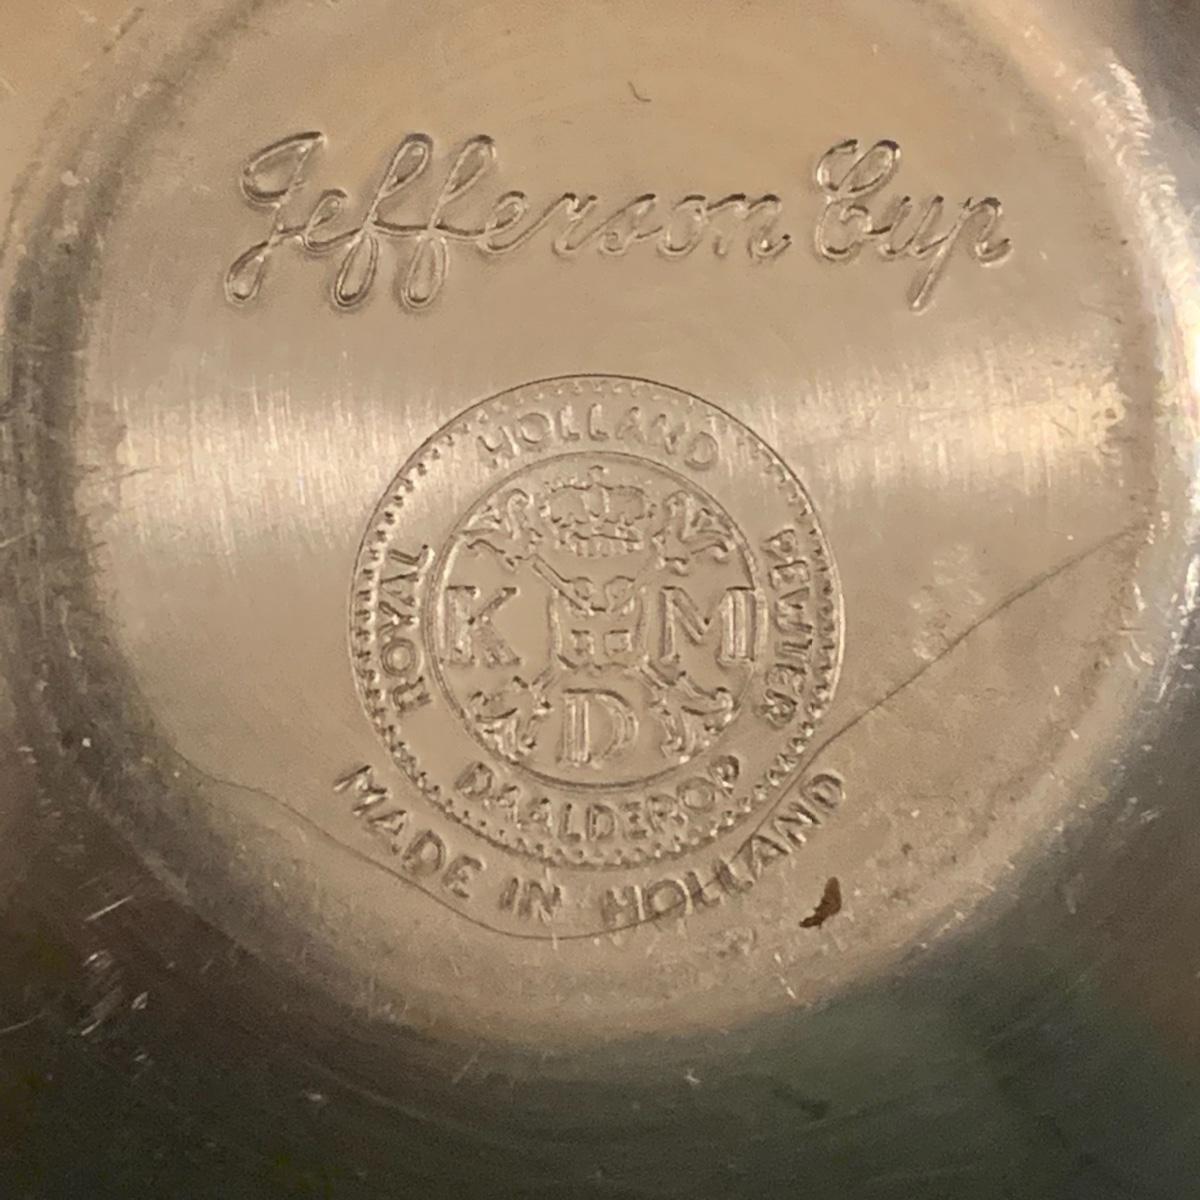 Jefferson Cup
ROYAL HOLLAND PEWTER
K M
D
DAALDEROP
MADE IN HOLLAND